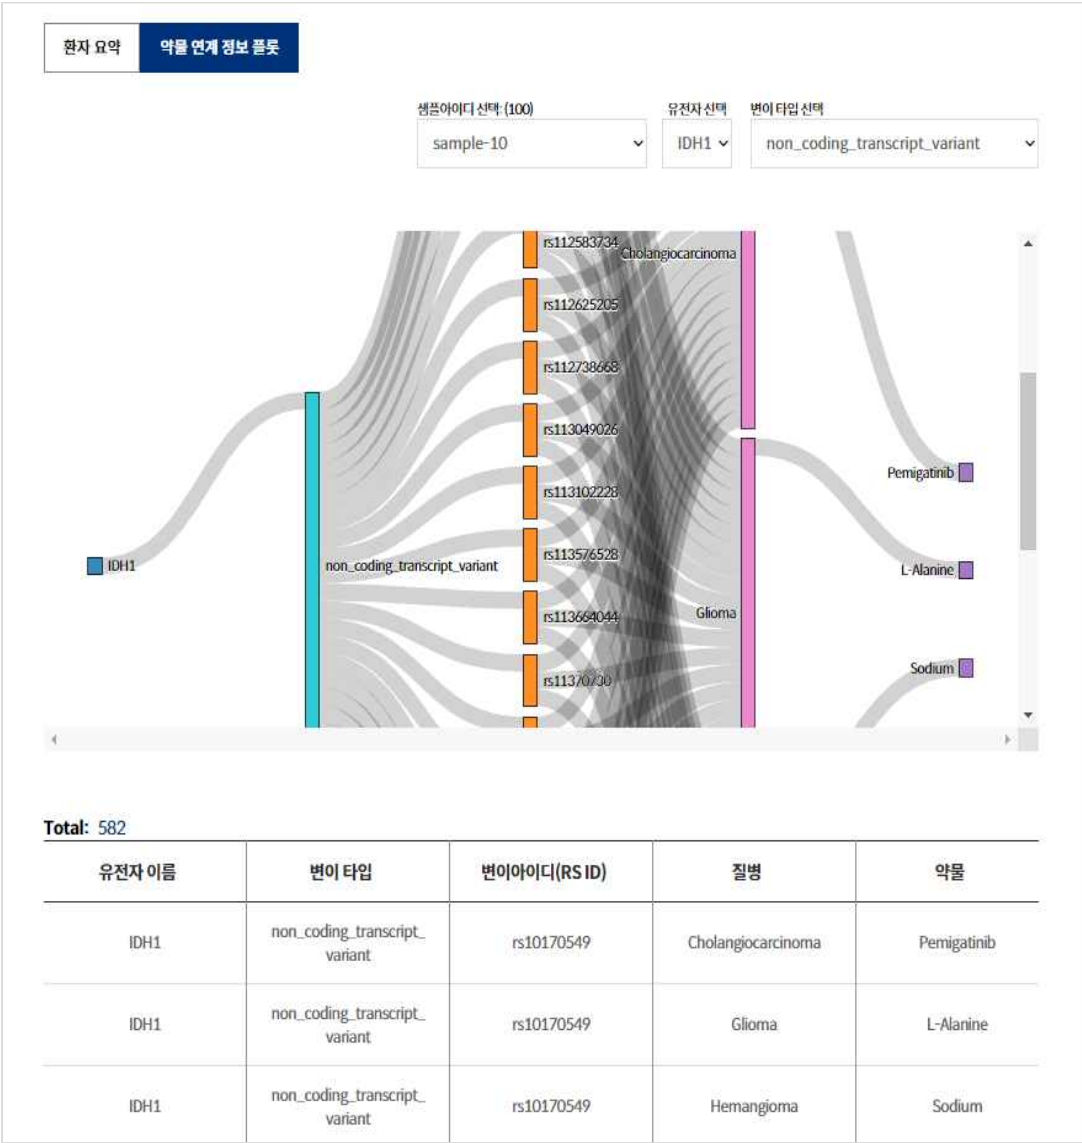 환자 요약
약물 연계 정보 플롯
샘플아이디 선택: (100)
유전자 선택
변이 타입 선택
sample-10
IDH1
non_coding_transcript_variant
rs112583734
Cholangiocarcinoma
rs112625205
rs112738668
rs113049026
Pemigatinib
rs113102228
rs113576528
IDH1
non_coding_transcript_variant
L-Alanine
Glioma
rs113664044
Sodium
rs11370730
Total: 582
유전자 이름 변이 타입 변이아이디(RS ID) 질병 약물
IDH1 non_coding_transcript_ rs10170549 Cholangiocarcinoma Pemigatinib
variant
IDH1 non_coding_transcript_ rs10170549 Glioma L-Alanine
variant
IDH1 non_coding_transcript_ rs10170549 Hemangioma Sodium
variant